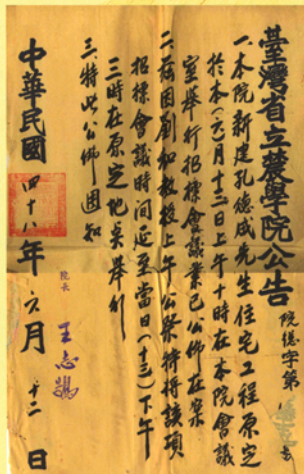 臺灣省立農學院公告
院總字第 號
一、本院新建孔德成先生住宅工程原定
於本(六)月十三日上午十時在本院會議
室舉行招標會議業已公佈在案
二、茲因劉和教授上午公祭特將該項
招標會議時间延至當日(十三)下午
三時在原定地点舉行
三、特此公佈週知
院長 王志鵠
中華民國四十八年六月十二日